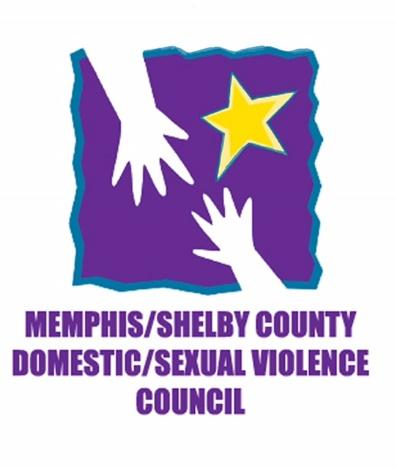 MEMPHIS/SHELBY COUNTY
DOMESTIC/SEXUAL VIOLENCE
COUNCIL